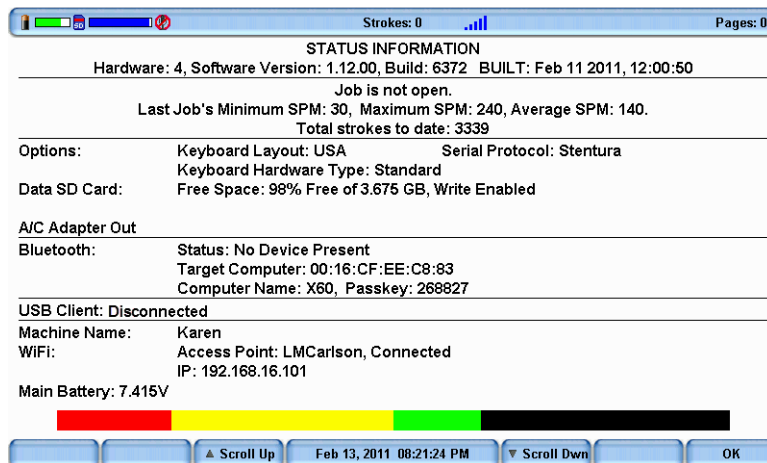 SD Strokes: 0 Pages: 0
STATUS INFORMATION
Hardware: 4, Software Version: 1.12.00, Build: 6372 BUILT: Feb 11 2011, 12:00:50
Job is not open.
Last Job's Minimum SPM: 30, Maximum SPM: 240, Average SPM: 140.
Total strokes to date: 3339
Options: Keyboard Layout: USA Serial Protocol: Stentura
Keyboard Hardware Type: Standard
Data SD Card: Free Space: 98% Free of 3.675 GB, Write Enabled
A/C Adapter Out
Bluetooth: Status: No Device Present
Target Computer: 00:16:CF:EE:C8:83
Computer Name: X60, Passkey: 268827
USB Client: Disconnected
Machine Name: Karen
WiFi: Access Point: LMCarlson, Connected
IP: 192.168.16.101
Main Battery: 7.415V
▲ Scroll Up Feb 13, 2011 08:21:24 PM ▼ Scroll Dwn OK